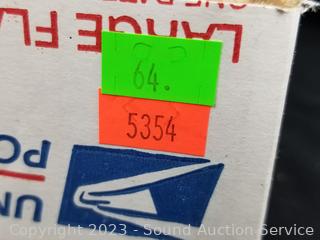 LARGE FL
64.
5354
UN
PO
Copyright 2023 - Sound Auction Service